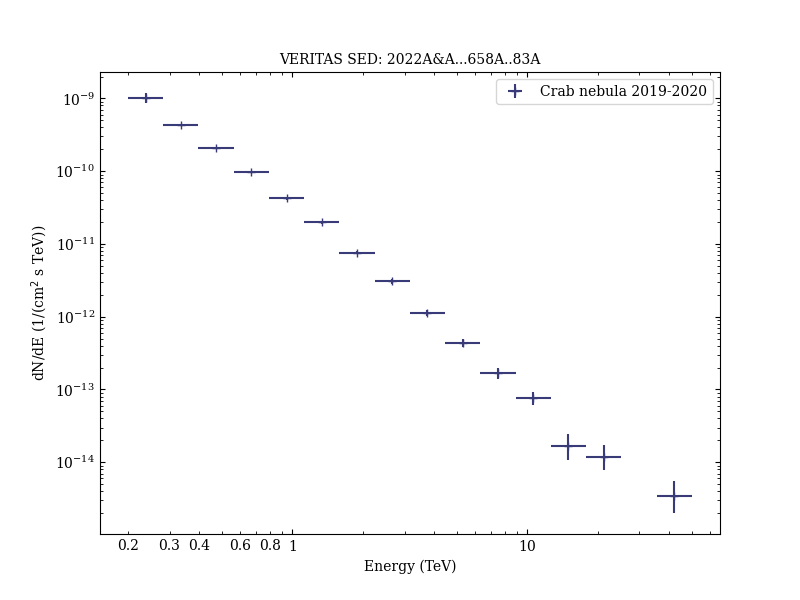 VERITAS SED: 2022A&A...658A..83A
Crab nebula 2019-2020
dN/dE (1/(cm² s TeV))
10⁻⁹
10⁻¹⁰
10⁻¹¹
10⁻¹²
10⁻¹³
10⁻¹⁴
0.2 0.3 0.4 0.6 0.8 1 10
Energy (TeV)